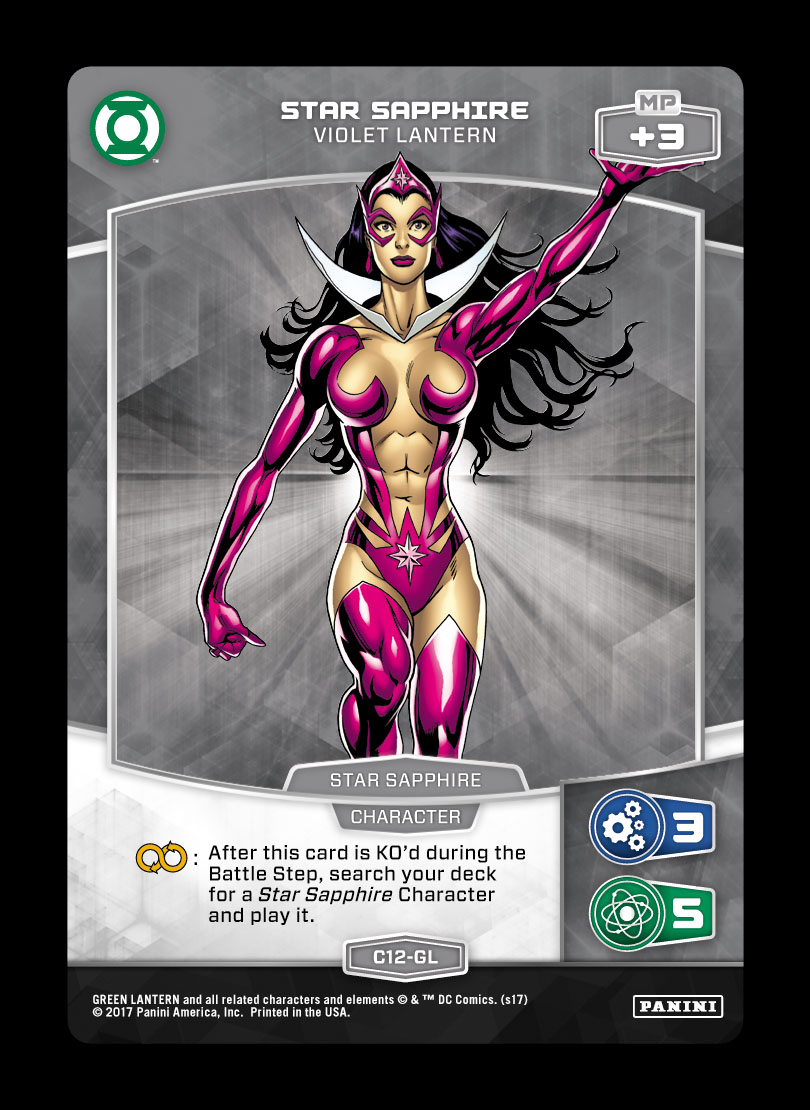 STAR SAPPHIRE
VIOLET LANTERN
MP
+3
™
STAR SAPPHIRE
CHARACTER
: After this card is KO'd during the
Battle Step, search your deck
for a Star Sapphire Character
and play it.
3
5
C12-GL
GREEN LANTERN and all related characters and elements © & ™ DC Comics. (s17)
© 2017 Panini America, Inc. Printed in the USA.
PANINI